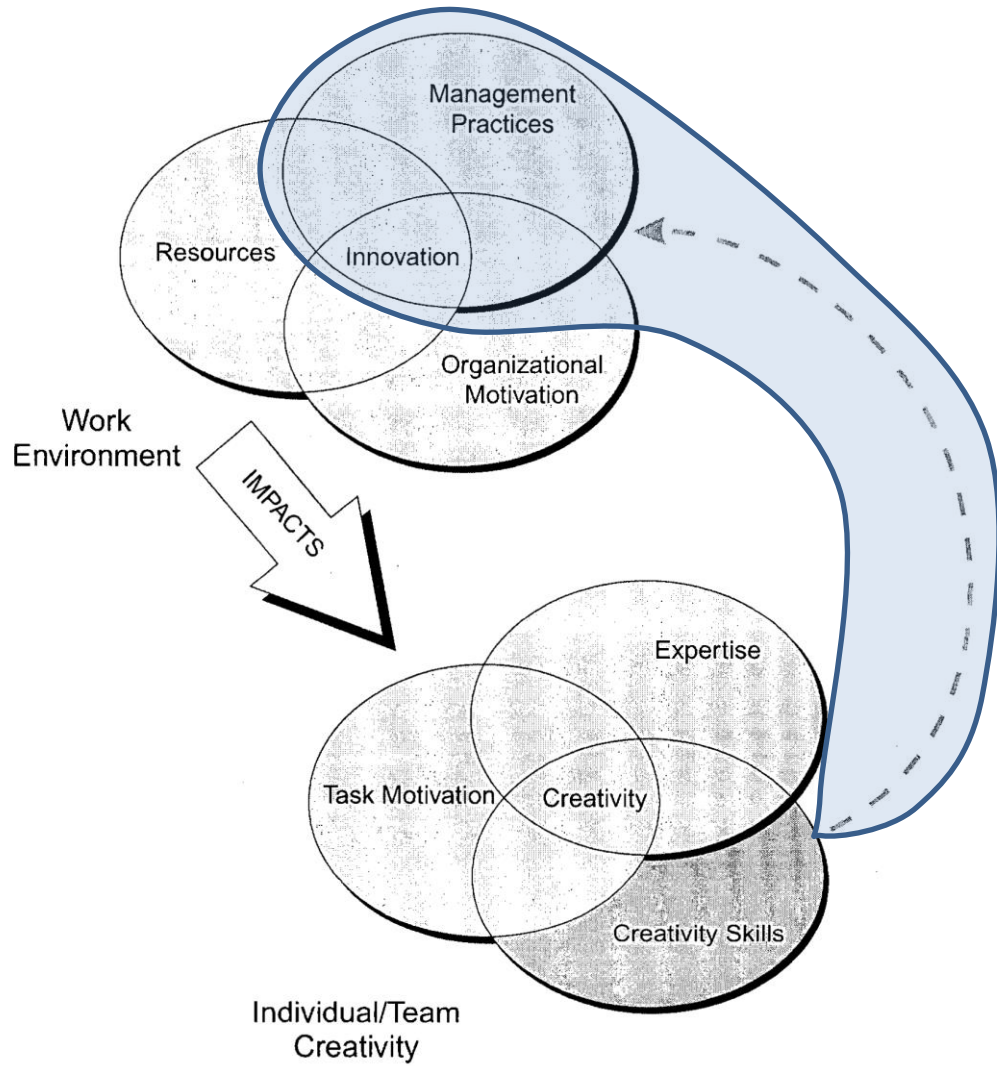 Management
Practices
Resources
Innovation
Organizational
Motivation
Work
Environment
IMPACTS
Expertise
Task Motivation
Creativity
Creativity Skills
Individual/Team
Creativity